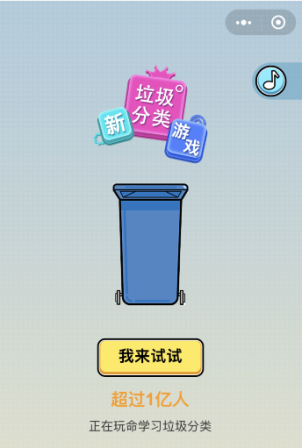 新
垃圾
分类
游戏
我来试试
超过1亿人
正在玩命学习垃圾分类